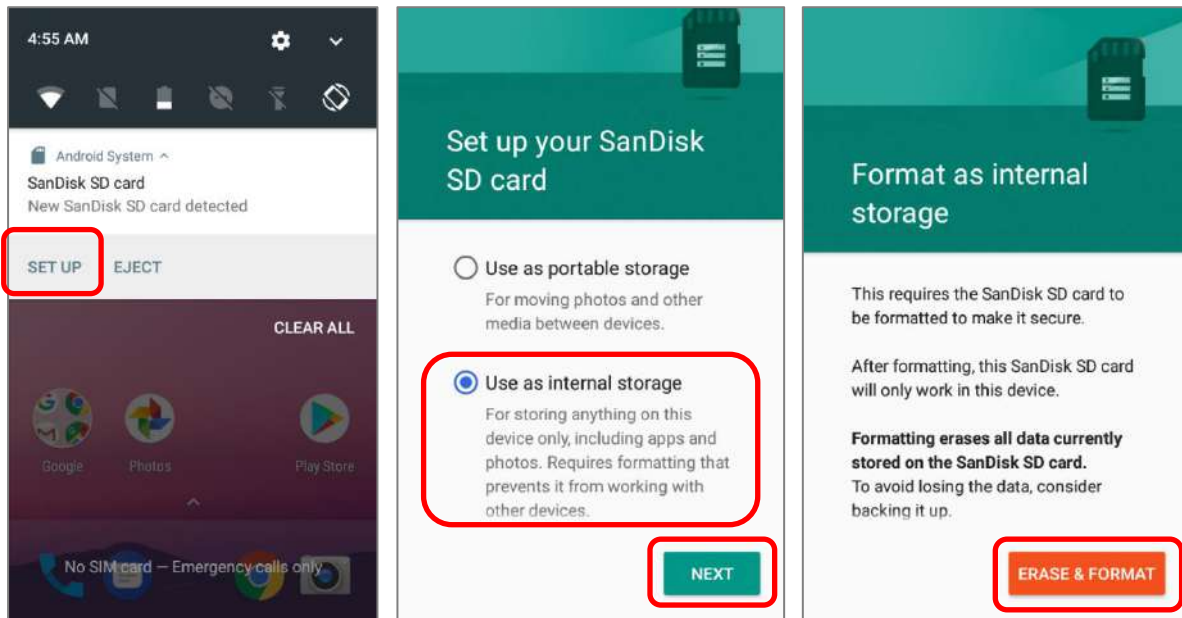 4:55 AM
Android System
SanDisk SD card
New SanDisk SD card detected
SET UP EJECT
CLEAR ALL
Google Photos Play Store
No SIM card — Emergency calls only
Set up your SanDisk
SD card
Use as portable storage
For moving photos and other
media between devices.
Use as internal storage
For storing anything on this
device only, including apps and
photos. Requires formatting that
prevents it from working with
other devices.
NEXT
Format as internal
storage
This requires the SanDisk SD card to
be formatted to make it secure.
After formatting, this SanDisk SD card
will only work in this device.
Formatting erases all data currently
stored on the SanDisk SD card.
To avoid losing the data, consider
backing it up.
ERASE & FORMAT